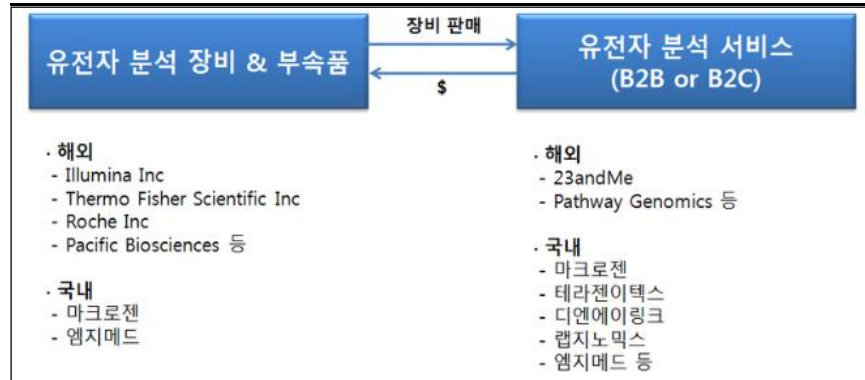 장비 판매
유전자 분석 장비 & 부속품
유전자 분석 서비스
(B2B or B2C)
$
· 해외
- Illumina Inc
- Thermo Fisher Scientific Inc
- Roche Inc
- Pacific Biosciences 등
· 국내
- 마크로젠
- 엠지메드
· 해외
- 23andMe
- Pathway Genomics 등
· 국내
- 마크로젠
- 테라젠이텍스
- 디엔에이링크
- 랩지노믹스
- 엠지메드 등